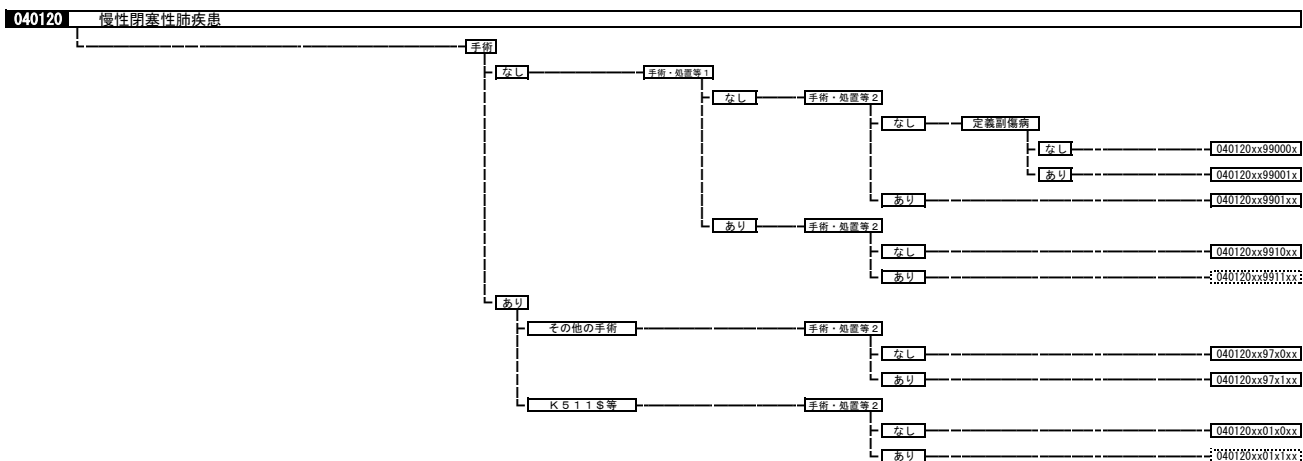 040120 慢性閉塞性肺疾患
手術
なし 手術・処置等1
なし 手術・処置等2
なし 定義副傷病
なし 040120xx99000x
あり 040120xx99001x
あり 040120xx9901xx
あり 手術・処置等2
なし 040120xx9910xx
あり 040120xx9911xx
あり
その他の手術 手術・処置等2
なし 040120xx97x0xx
あり 040120xx97x1xx
K511$等 手術・処置等2
なし 040120xx01x0xx
あり 040120xx01x1xx